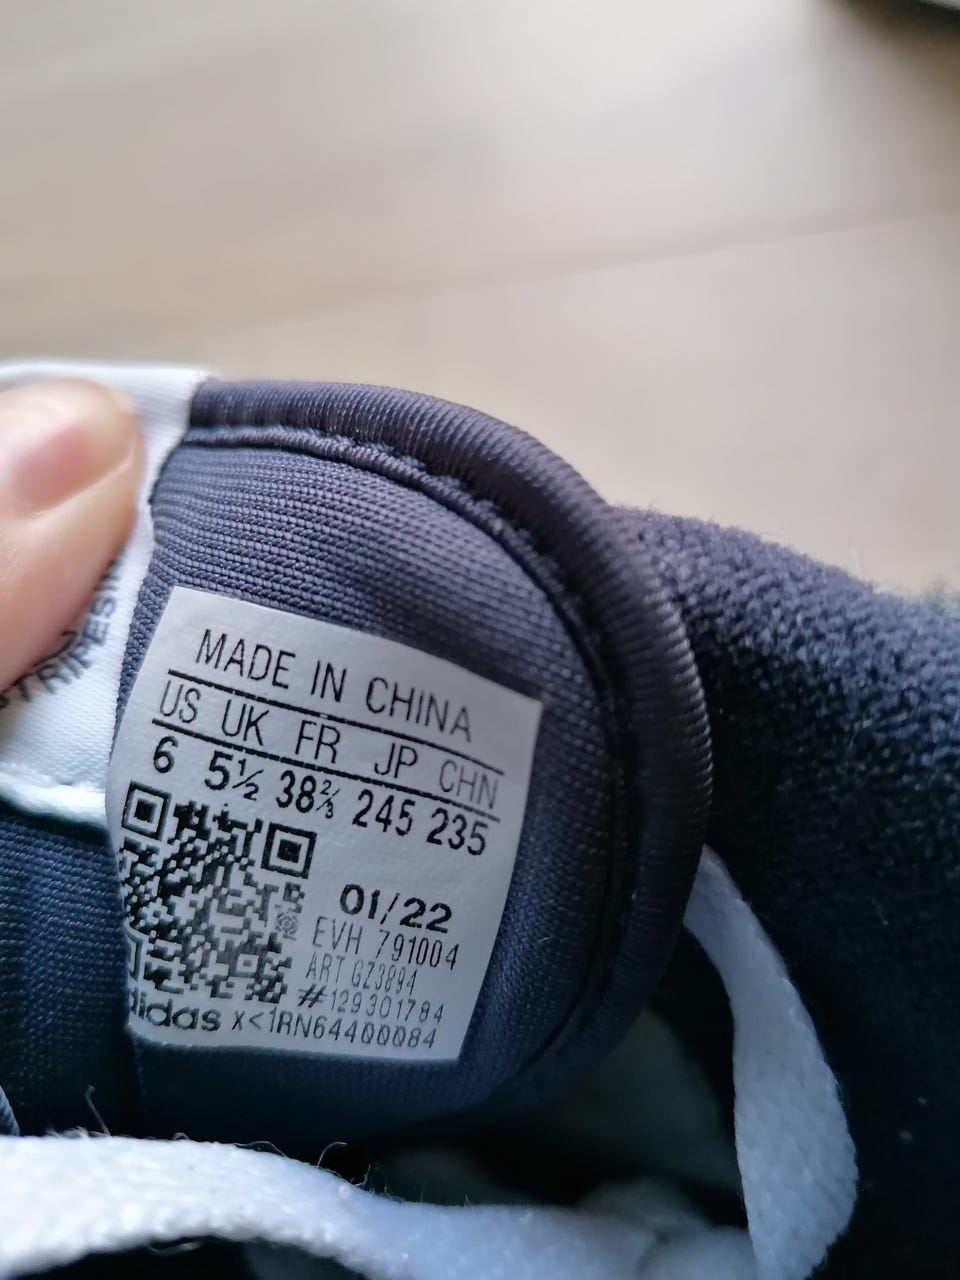 MADE IN CHINA
US UK FR JP CHN
6 5½ 38⅔ 245 235
01/22
EVH 791004
ART GZ3894
#129301784
adidas X<1RN64400084